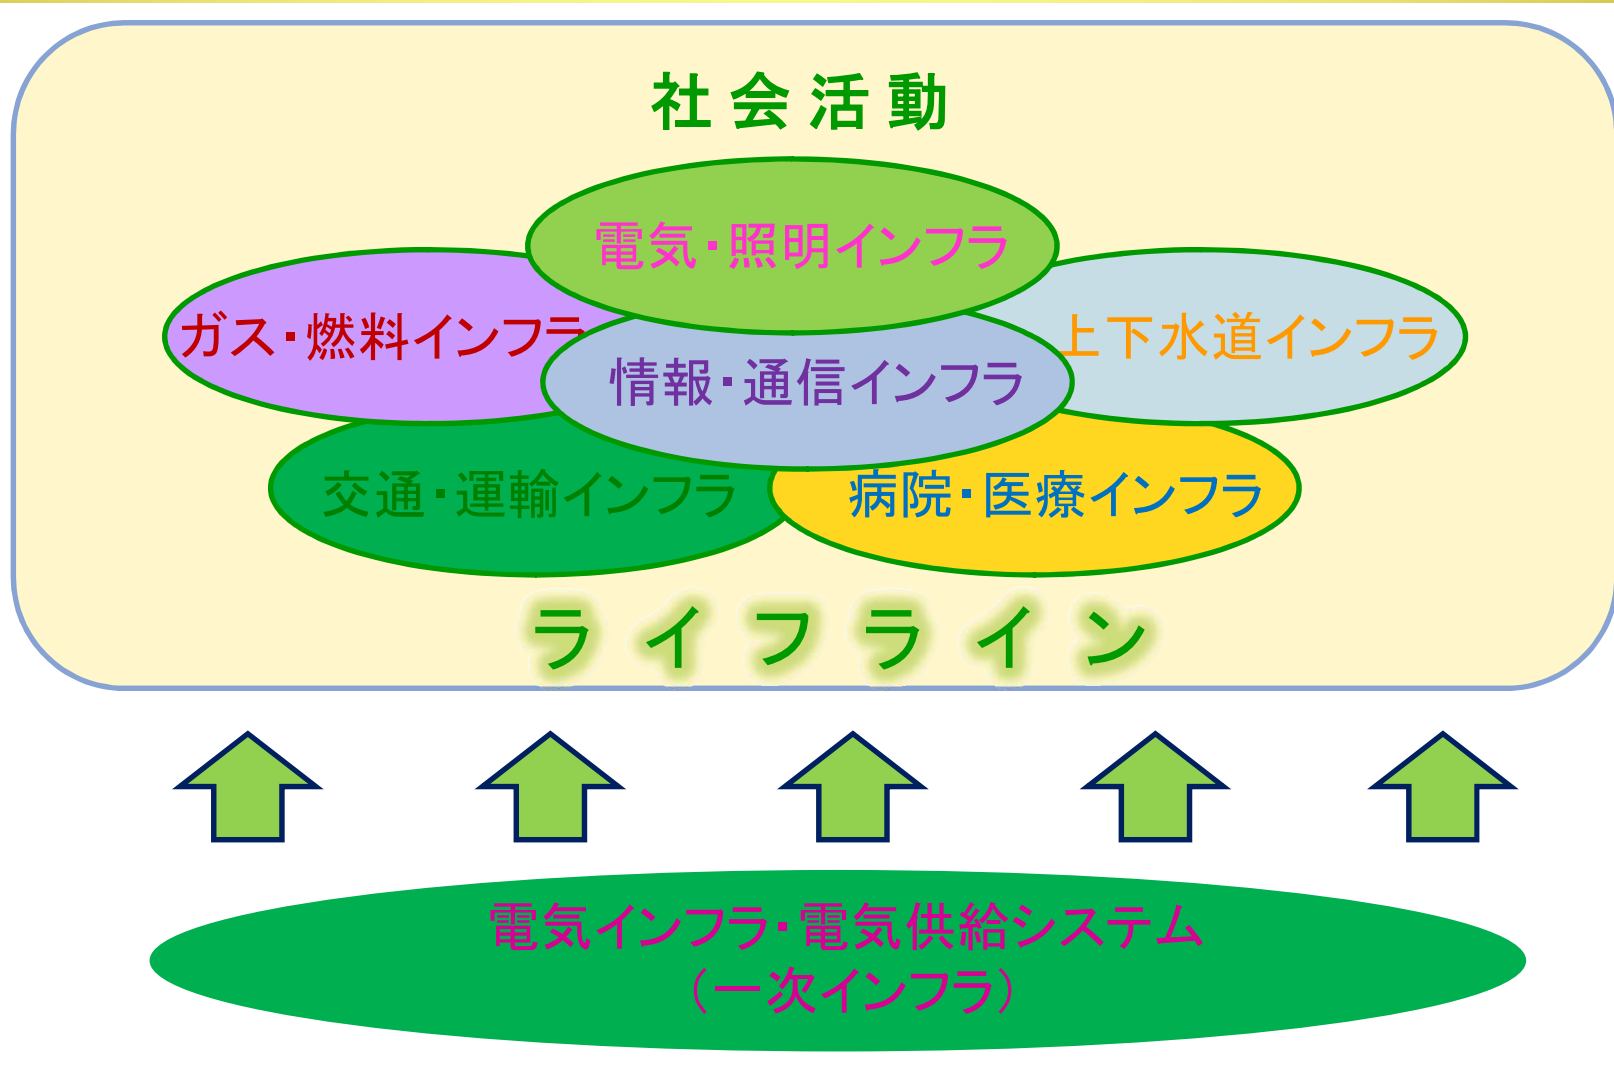 社会活動
電気・照明インフラ
ガス・燃料インフラ
上下水道インフラ
情報・通信インフラ
交通・運輸インフラ
病院・医療インフラ
ライフライン
電気インフラ・電気供給システム
(一次インフラ)